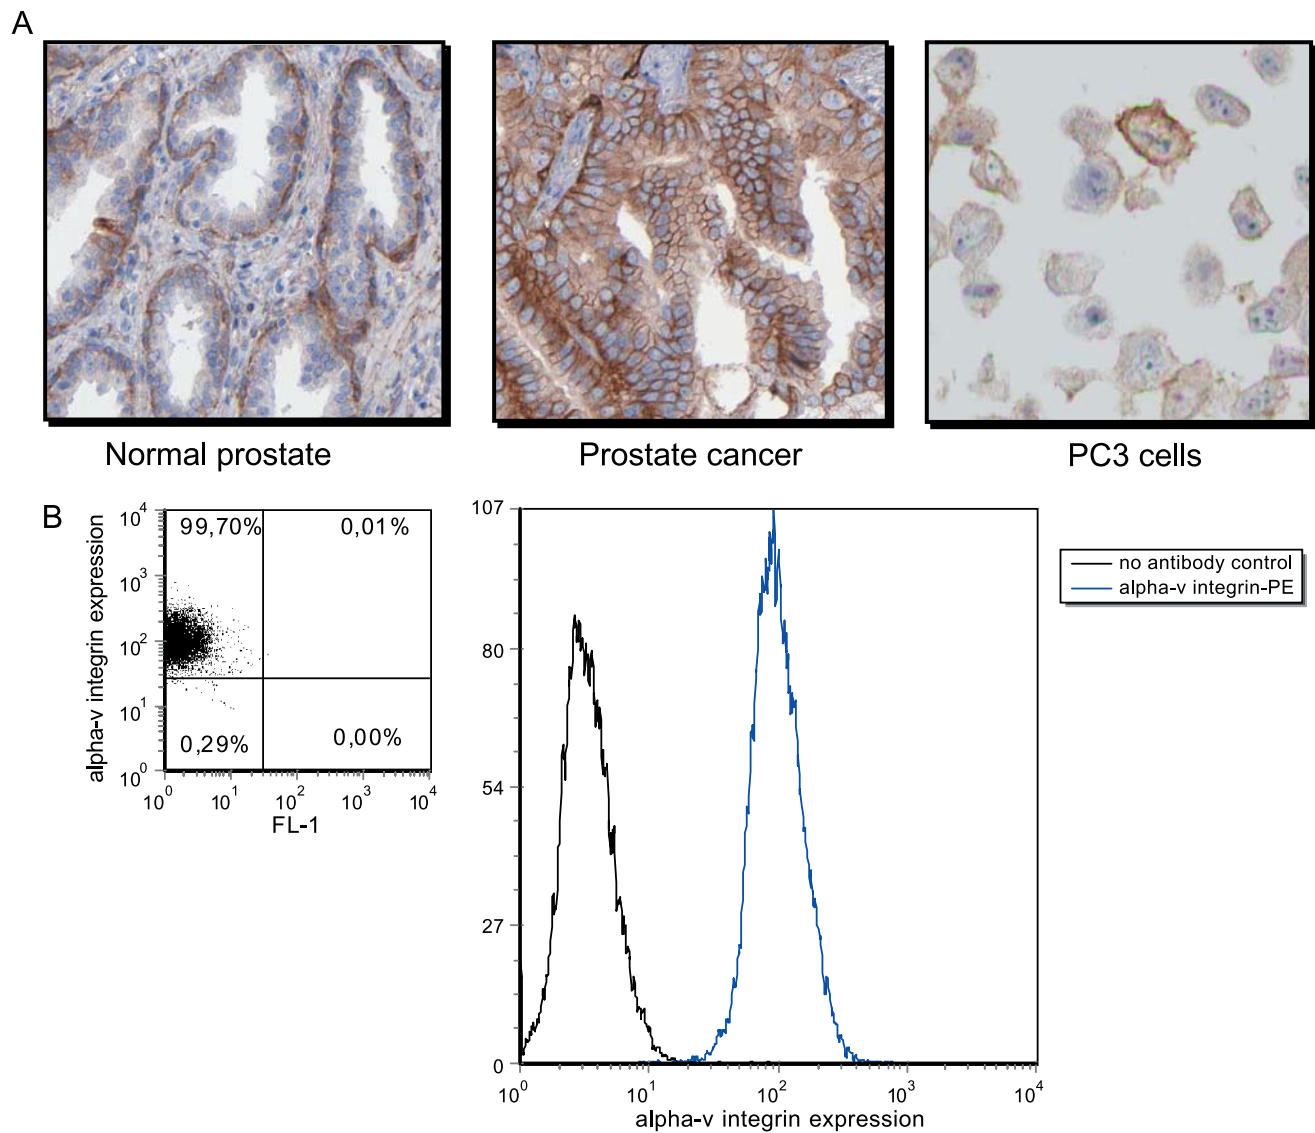 A
Normal prostate
Prostate cancer
PC3 cells
B
alpha-v integrin expression
10^4
10^3
10^2
10^1
10^0
99,70%
0,01%
0,29%
0,00%
10^0 10^1 10^2 10^3 10^4
FL-1
107
80
54
27
0
10^0 10^1 10^2 10^3 10^4
alpha-v integrin expression
no antibody control
alpha-v integrin-PE